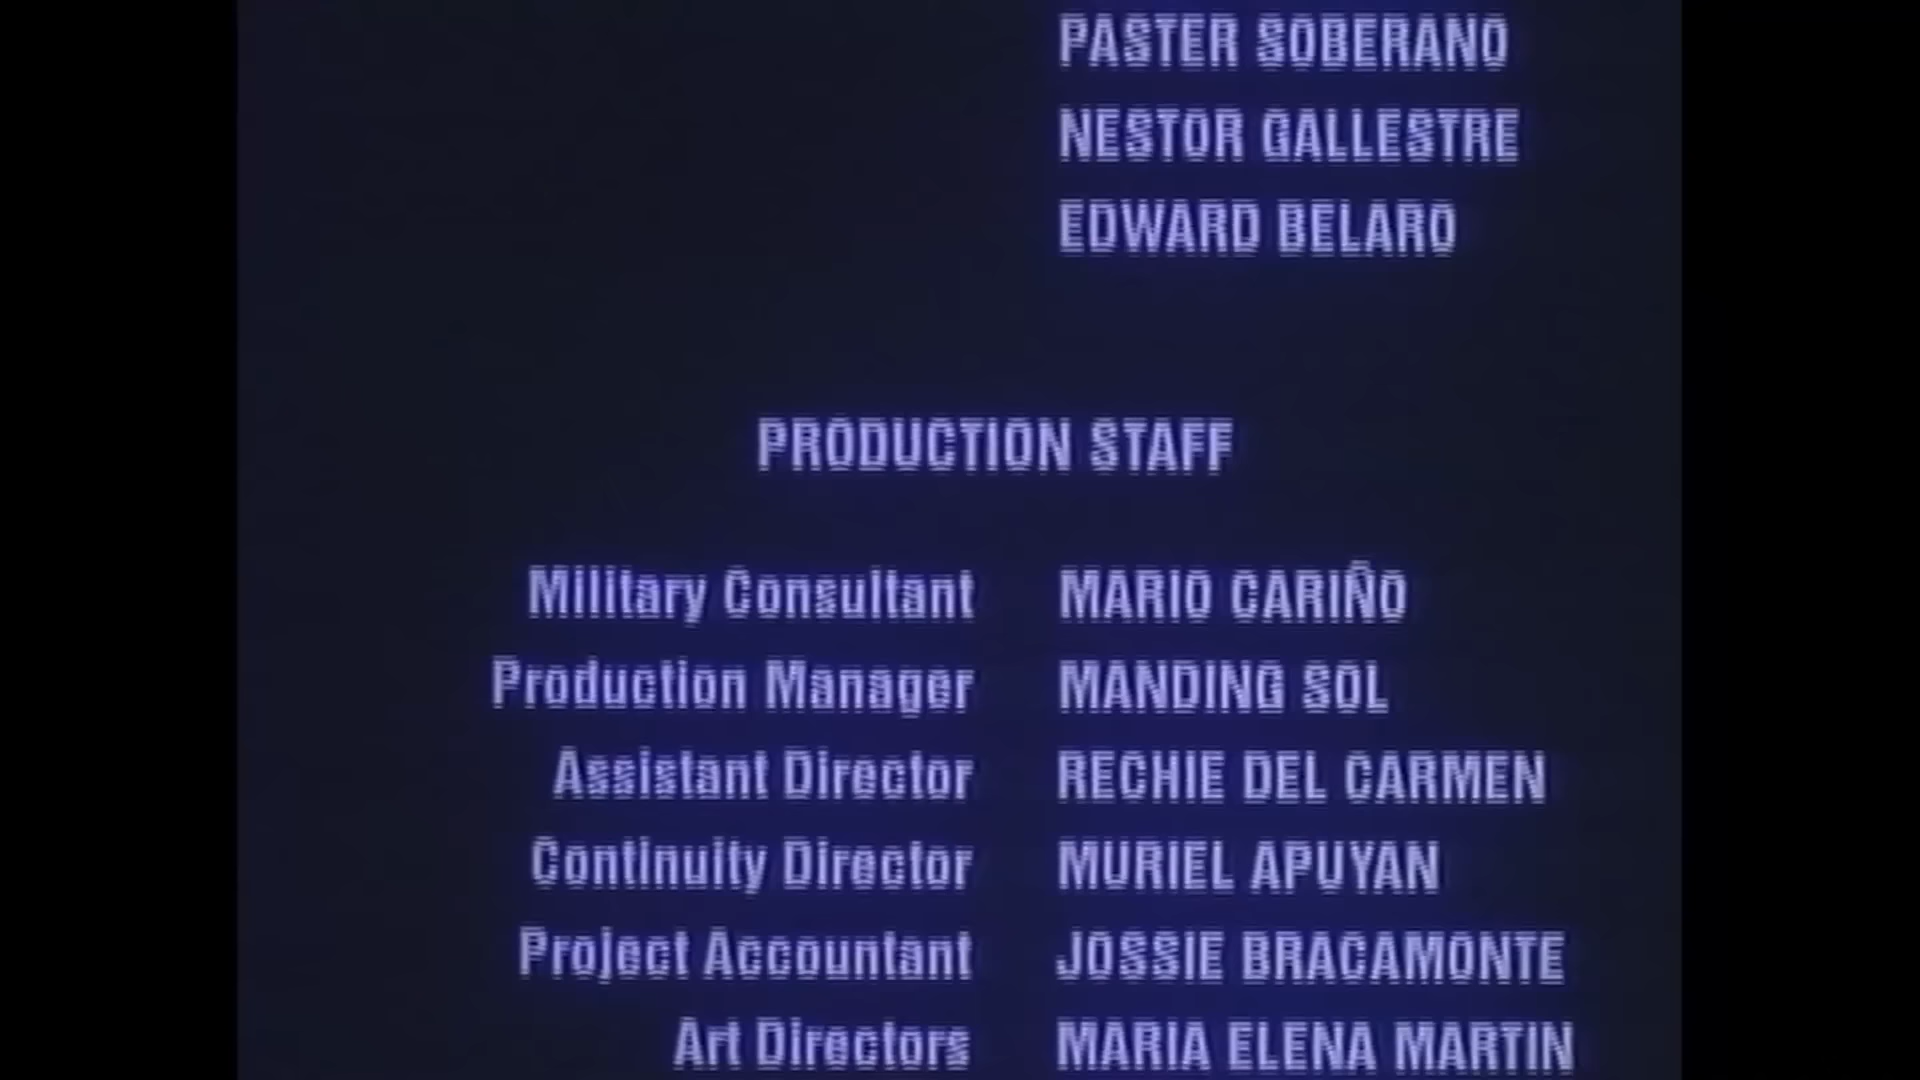 PASTER SOBERANO
NESTOR GALLESTRE
EDWARD BELARO
PRODUCTION STAFF
Military Consultant MARIO CARIÑO
Production Manager MANDING SOL
Assistant Director RECHIE DEL CARMEN
Continuity Director MURIEL APUYAN
Project Accountant JOSSIE BRACAMONTE
Art Directors MARIA ELENA MARTIN